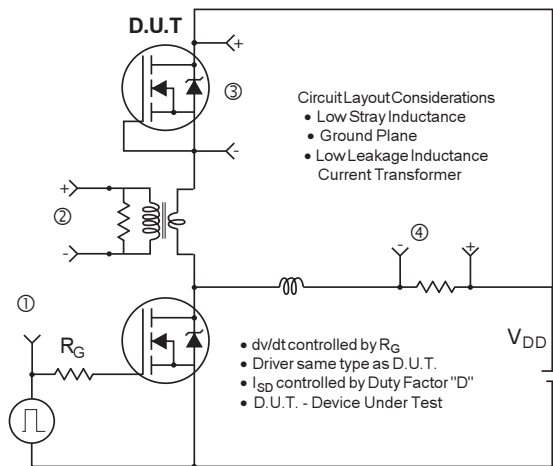 D.U.T
+
③
-
Circuit Layout Considerations
• Low Stray Inductance
• Ground Plane
• Low Leakage Inductance
Current Transformer
+
②
-
-
④
+
①
RG
VDD
• dv/dt controlled by RG
• Driver same type as D.U.T.
• ISD controlled by Duty Factor "D"
• D.U.T. - Device Under Test